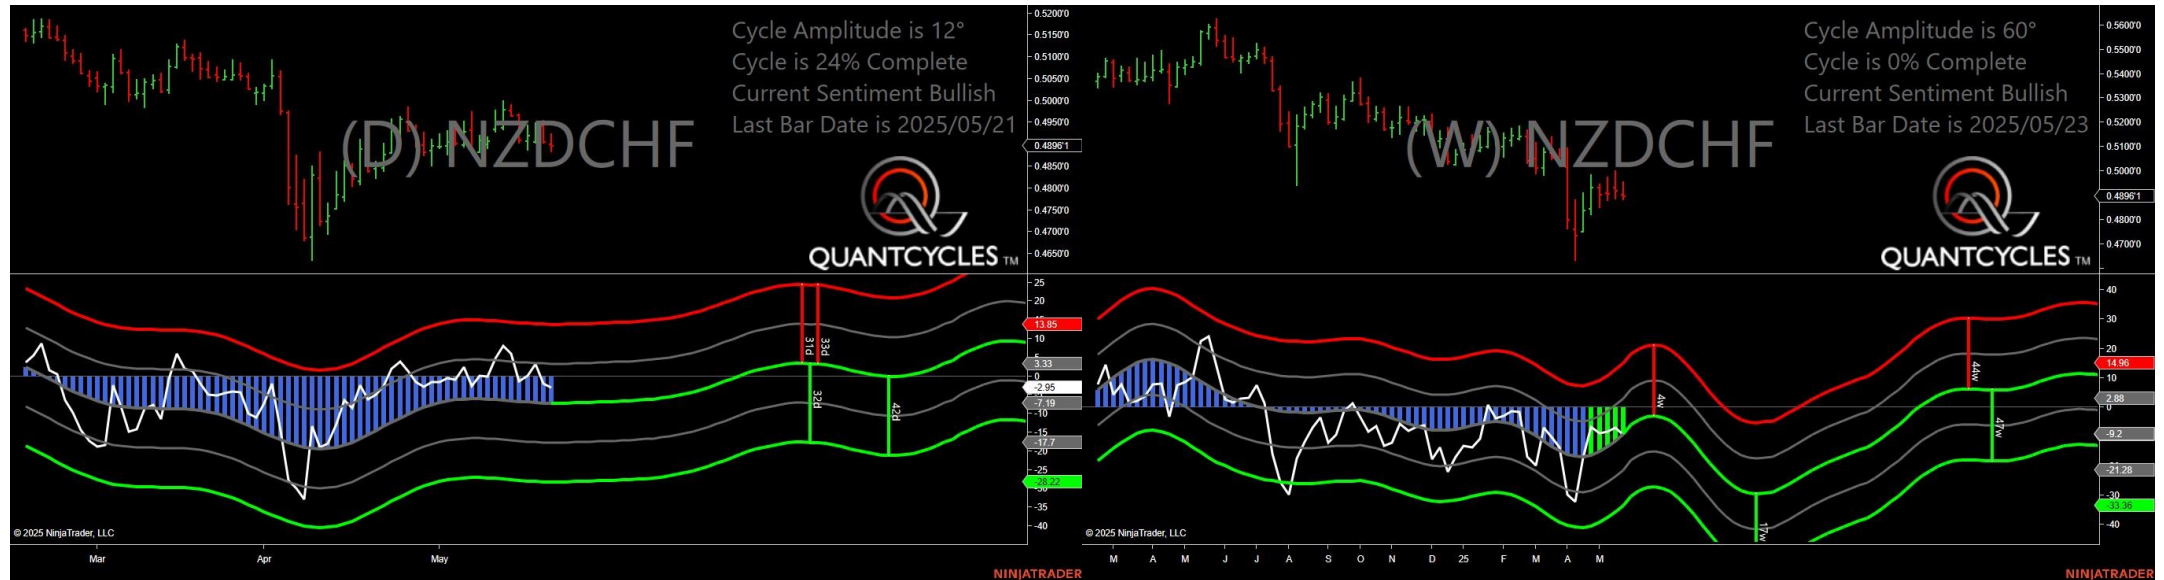 Cycle Amplitude is 12°
Cycle is 24% Complete
Current Sentiment Bullish
Last Bar Date is 2025/05/21
(D) NZDCHF
QUANTCYCLES TM
0.5200'0
0.5150'0
0.5100'0
0.5050'0
0.5000'0
0.4950'0
0.4896'1
0.4850'0
0.4800'0
0.4750'0
0.4700'0
0.4650'0
25
20
13.85
10
5
3.33
0
-2.95
-7.19
-10
-15
-17.7
-20
-25
-28.22
-30
-35
-40
31d
33d
32d
42d
© 2025 NinjaTrader, LLC
Mar
Apr
May
NINJATRADER
Cycle Amplitude is 60°
Cycle is 0% Complete
Current Sentiment Bullish
Last Bar Date is 2025/05/23
(W) NZDCHF
QUANTCYCLES TM
0.5600'0
0.5500'0
0.5400'0
0.5300'0
0.5200'0
0.5100'0
0.5000'0
0.4896'1
0.4800'0
0.4700'0
40
30
20
14.96
10
2.88
0
-9.2
-21.28
-30
-33.36
-40
4w
17w
44w
47w
© 2025 NinjaTrader, LLC
M A M J J A S O N D 25 F M A M
NINJATRADER